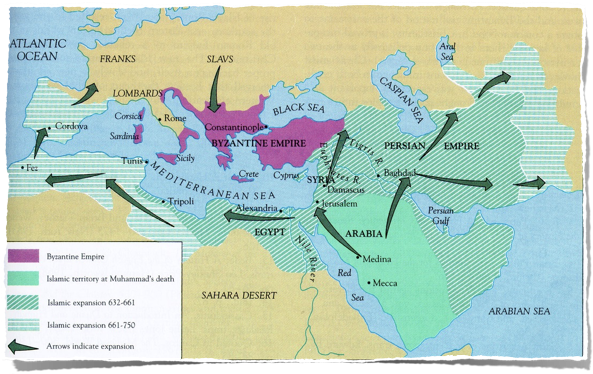 ATLANTIC
OCEAN
FRANKS
SLAVS
Aral
Sea
LOMBARDS
CASPIAN SEA
Corsica
Rome
BLACK SEA
Cordova
Constantinople
Sardinia
BYZANTINE EMPIRE
Tigris R.
PERSIAN EMPIRE
Sicily
Euphrates R.
Tunis
Crete
Cyprus
SYRIA
Baghdad
Fez
MEDITERRANEAN SEA
Damascus
Jerusalem
Tripoli
Alexandria
Persian
Gulf
EGYPT
ARABIA
Nile River
Medina
Byzantine Empire
Red
Sea
Mecca
Islamic territory at Muhammad's death
SAHARA DESERT
Islamic expansion 632-661
ARABIAN SEA
Islamic expansion 661-750
Arrows indicate expansion